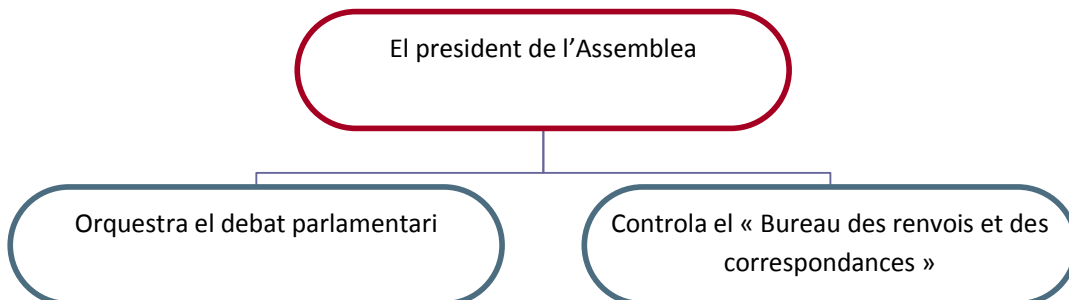 El president de l’Assemblea
Orquestra el debat parlamentari
Controla el « Bureau des renvois et des
correspondances »